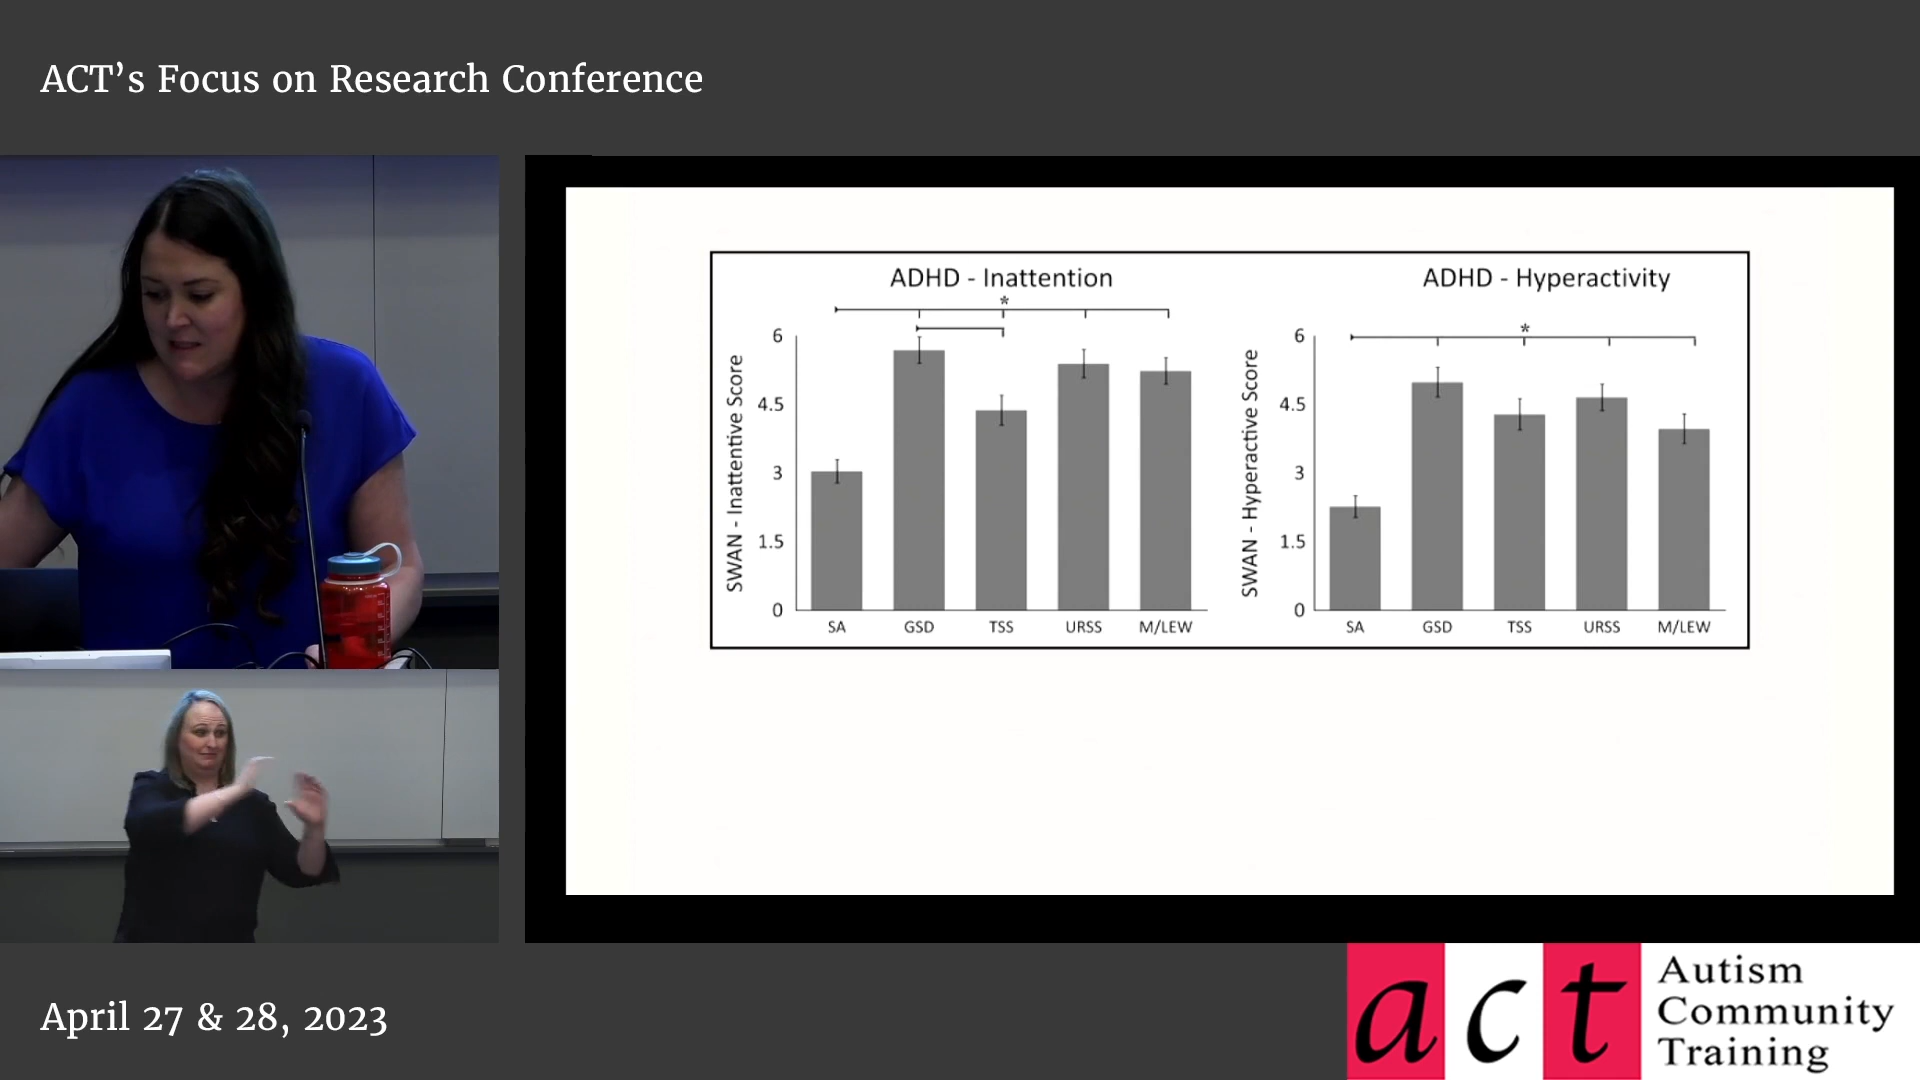 ACT’s Focus on Research Conference
ADHD - Inattention
*
SWAN - Inattentive Score
6
4.5
3
1.5
0
SA GSD TSS URSS M/LEW
ADHD - Hyperactivity
*
SWAN - Hyperactive Score
6
4.5
3
1.5
0
SA GSD TSS URSS M/LEW
April 27 & 28, 2023
act
Autism
Community
Training